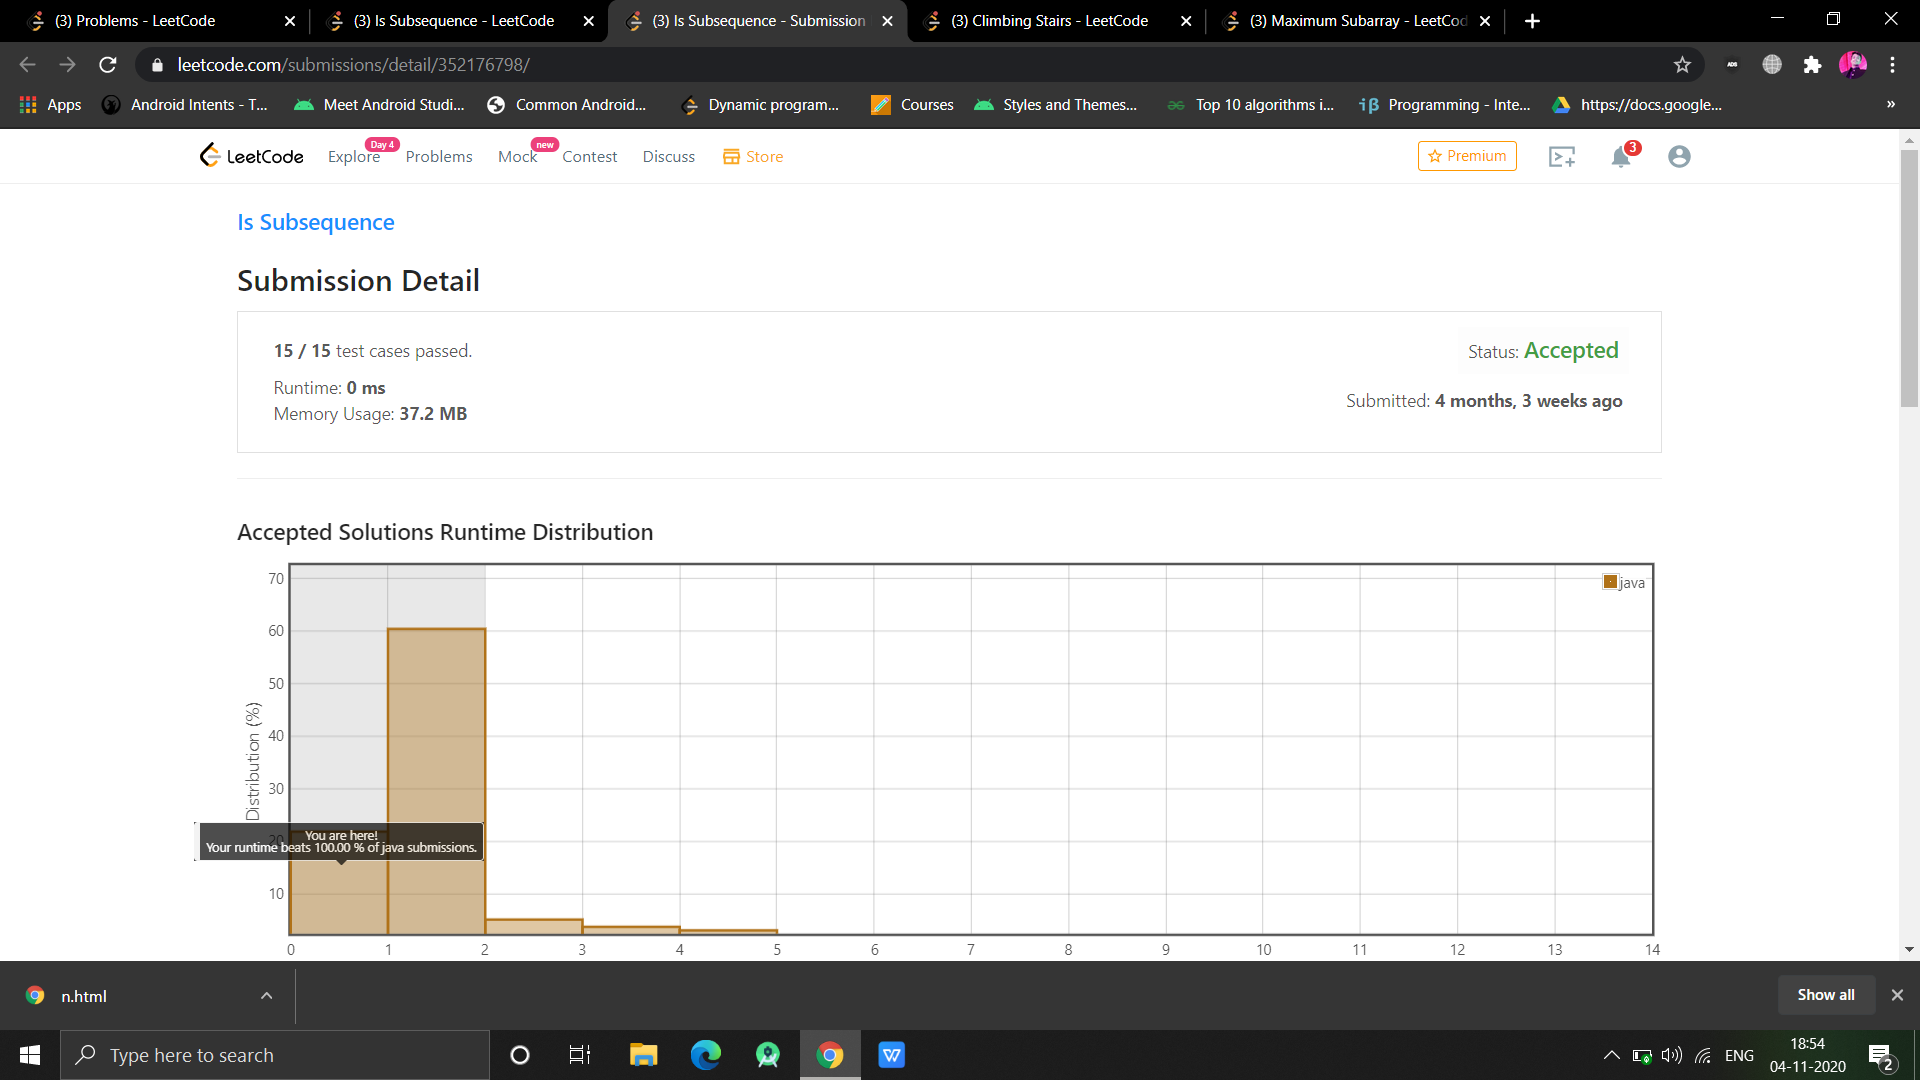 (3) Problems - LeetCode
(3) Is Subsequence - LeetCode
(3) Is Subsequence - Submission
(3) Climbing Stairs - LeetCode
(3) Maximum Subarray - LeetCod
leetcode.com/submissions/detail/352176798/
Apps
Android Intents - T...
Meet Android Studi...
Common Android...
Dynamic program...
Courses
Styles and Themes...
Top 10 algorithms i...
Programming - Inte...
https://docs.google...
»
LeetCode
Explore
Day 4
Problems
Mock
new
Contest
Discuss
Store
Premium
3
Is Subsequence
Submission Detail
15 / 15 test cases passed.
Status: Accepted
Runtime: 0 ms
Submitted: 4 months, 3 weeks ago
Memory Usage: 37.2 MB
Accepted Solutions Runtime Distribution
java
Distribution (%)
70
60
50
40
30
20
10
You are here!
Your runtime beats 100.00 % of java submissions.
0 1 2 3 4 5 6 7 8 9 10 11 12 13 14
n.html
Show all
Type here to search
ENG
18:54
04-11-2020
2